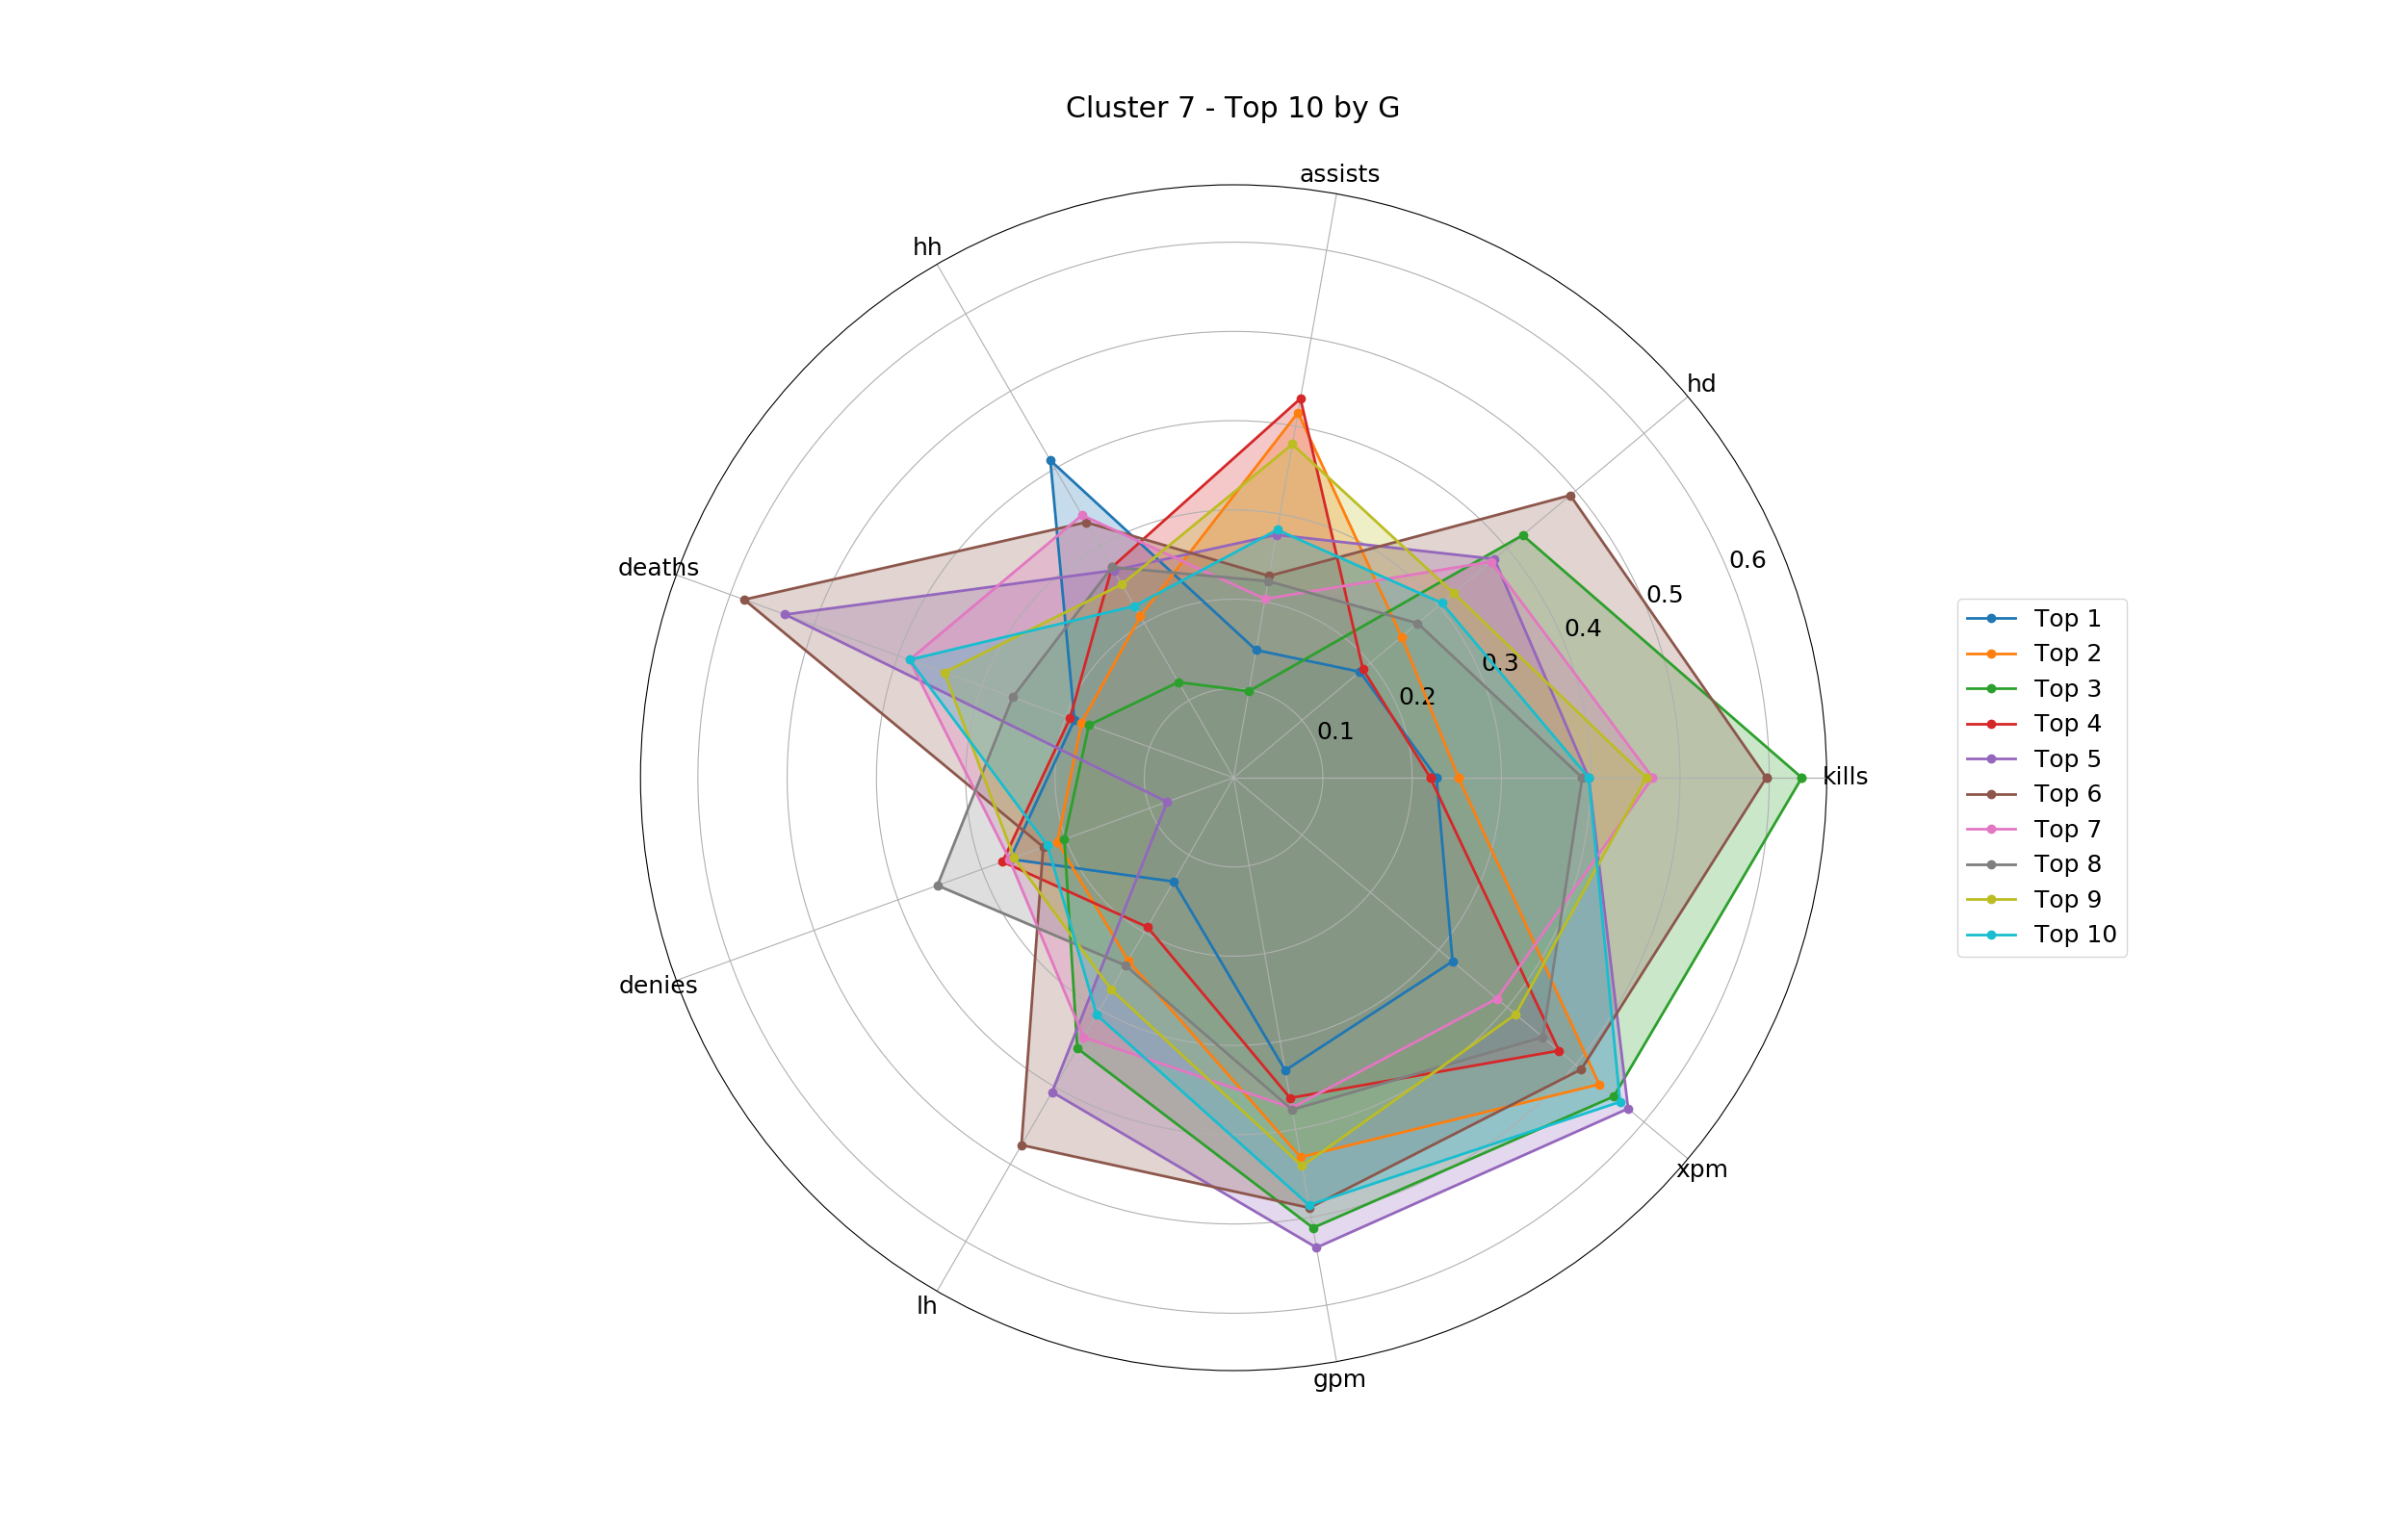 Cluster 7 - Top 10 by G
assists
hh
hd
deaths
0.6
0.5
0.4
0.3
0.2
0.1
kills
denies
xpm
lh
gpm
Top 1
Top 2
Top 3
Top 4
Top 5
Top 6
Top 7
Top 8
Top 9
Top 10